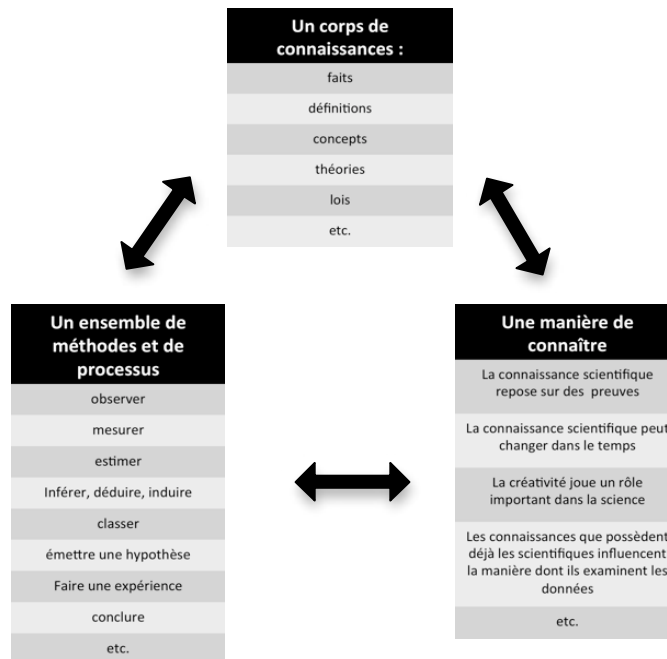 Un corps de
connaissances :
faits
définitions
concepts
théories
lois
etc.
Un ensemble de
méthodes et de
processus
observer
mesurer
estimer
Inférer, déduire, induire
classer
émettre une hypothèse
Faire une expérience
conclure
etc.
Une manière de
connaître
La connaissance scientifique
repose sur des preuves
La connaissance scientifique peut
changer dans le temps
La créativité joue un rôle
important dans la science
Les connaissances que possèdent
déjà les scientifiques influencent
la manière dont ils examinent les
données
etc.